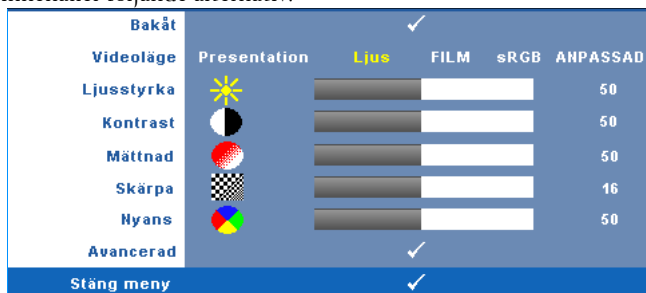 Bakåt
Videoläge Presentation Ljus FILM sRGB ANPASSAD
Ljusstyrka 50
Kontrast 50
Mättnad 50
Skärpa 16
Nyans 50
Avancerad
Stäng meny